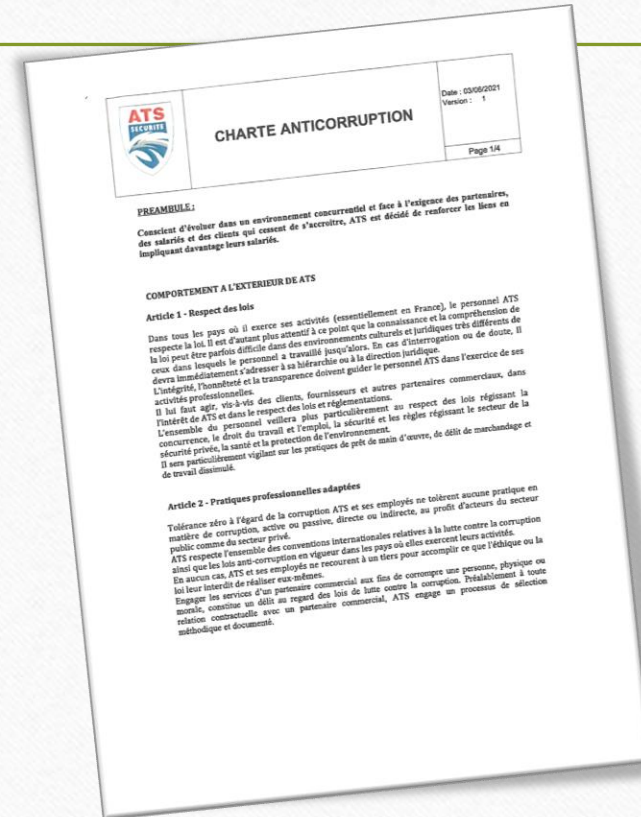 ATS
SECURITE
CHARTE ANTICORRUPTION
Date : 03/08/2021
Version : 1
Page 1/4
PREAMBULE :
Conscient d'évoluer dans un environnement concurrentiel et face à l'exigence des partenaires,
des salariés et des clients qui cessent de s'accroitre, ATS est décidé de renforcer les liens en
impliquant davantage leurs salariés.
COMPORTEMENT A L'EXTERIEUR DE ATS
Article 1 - Respect des lois
Dans tous les pays où il exerce ses activités (essentiellement en France), le personnel ATS
respecte la loi. Il est d'autant plus attentif à ce point que la connaissance et la compréhension de
la loi peut être parfois difficile dans des environnements culturels et juridiques très différents de
ceux dans lesquels le personnel a travaillé jusqu'alors. En cas d'interrogation ou de doute, Il
devra immédiatement s'adresser à sa hiérarchie ou à la direction juridique.
L'intégrité, l'honnêteté et la transparence doivent guider le personnel ATS dans l'exercice de ses
activités professionnelles.
Il lui faut agir, vis-à-vis des clients, fournisseurs et autres partenaires commerciaux, dans
l'intérêt de ATS et dans le respect des lois et réglementations.
L'ensemble du personnel veillera plus particulièrement au respect des lois régissant la
concurrence, le droit du travail et l'emploi, la sécurité et les règles régissant le secteur de la
sécurité privée, la santé et la protection de l'environnement.
Il sera particulièrement vigilant sur les pratiques de prêt de main d'œuvre, de délit de marchandage et
de travail dissimulé.
Article 2 - Pratiques professionnelles adaptées
Tolérance zéro à l'égard de la corruption ATS et ses employés ne tolèrent aucune pratique en
matière de corruption, active ou passive, directe ou indirecte, au profit d'acteurs du secteur
public comme du secteur privé.
ATS respecte l'ensemble des conventions internationales relatives à la lutte contre la corruption
ainsi que les lois anti-corruption en vigueur dans les pays où elles exercent leurs activités.
En aucun cas, ATS et ses employés ne recourent à un tiers pour accomplir ce que l'éthique ou la
loi leur interdit de réaliser eux-mêmes.
Engager les services d'un partenaire commercial aux fins de corrompre une personne, physique ou
morale, constitue un délit au regard des lois de lutte contre la corruption. Préalablement à toute
relation contractuelle avec un partenaire commercial, ATS engage un processus de sélection
méthodique et documenté.